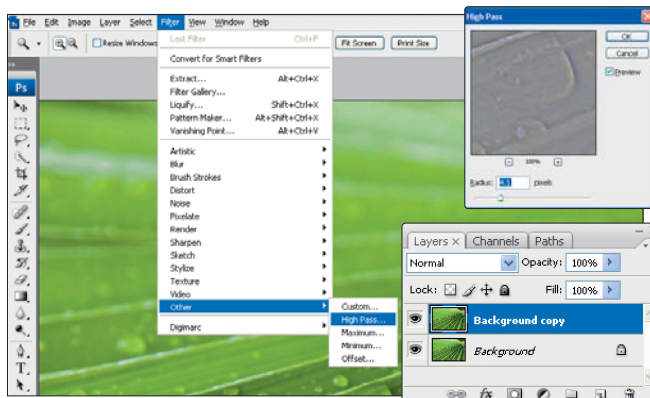 File Edit Image Layer Select Filter View Window Help
Resize Windows
Fit Screen
Print Size
Ps
Last Filter Ctrl+F
Convert for Smart Filters
Extract... Alt+Ctrl+X
Filter Gallery...
Liquify... Shift+Ctrl+X
Pattern Maker... Alt+Shift+Ctrl+X
Vanishing Point... Alt+Ctrl+V
Artistic
Blur
Brush Strokes
Distort
Noise
Pixelate
Render
Sharpen
Sketch
Stylize
Texture
Video
Other
Digimarc
Custom...
High Pass...
Maximum...
Minimum...
Offset...
High Pass
OK
Cancel
Preview
100%
Radius: pixels
Layers × Channels Paths
Normal Opacity: 100%
Lock: Fill: 100%
Background copy
Background
fx
T